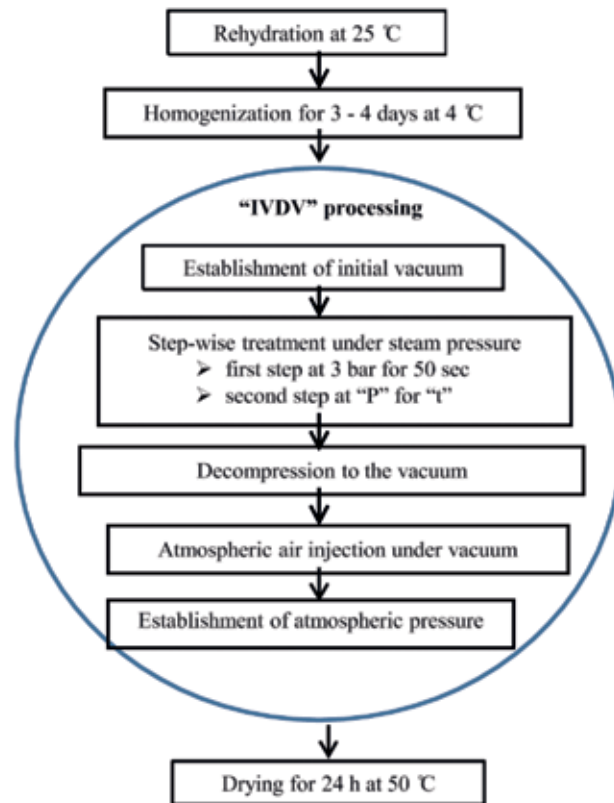 Rehydration at 25 ℃
Homogenization for 3 - 4 days at 4 ℃
“IVDV” processing
Establishment of initial vacuum
Step-wise treatment under steam pressure
➢ first step at 3 bar for 50 sec
➢ second step at “P” for “t”
Decompression to the vacuum
Atmospheric air injection under vacuum
Establishment of atmospheric pressure
Drying for 24 h at 50 ℃